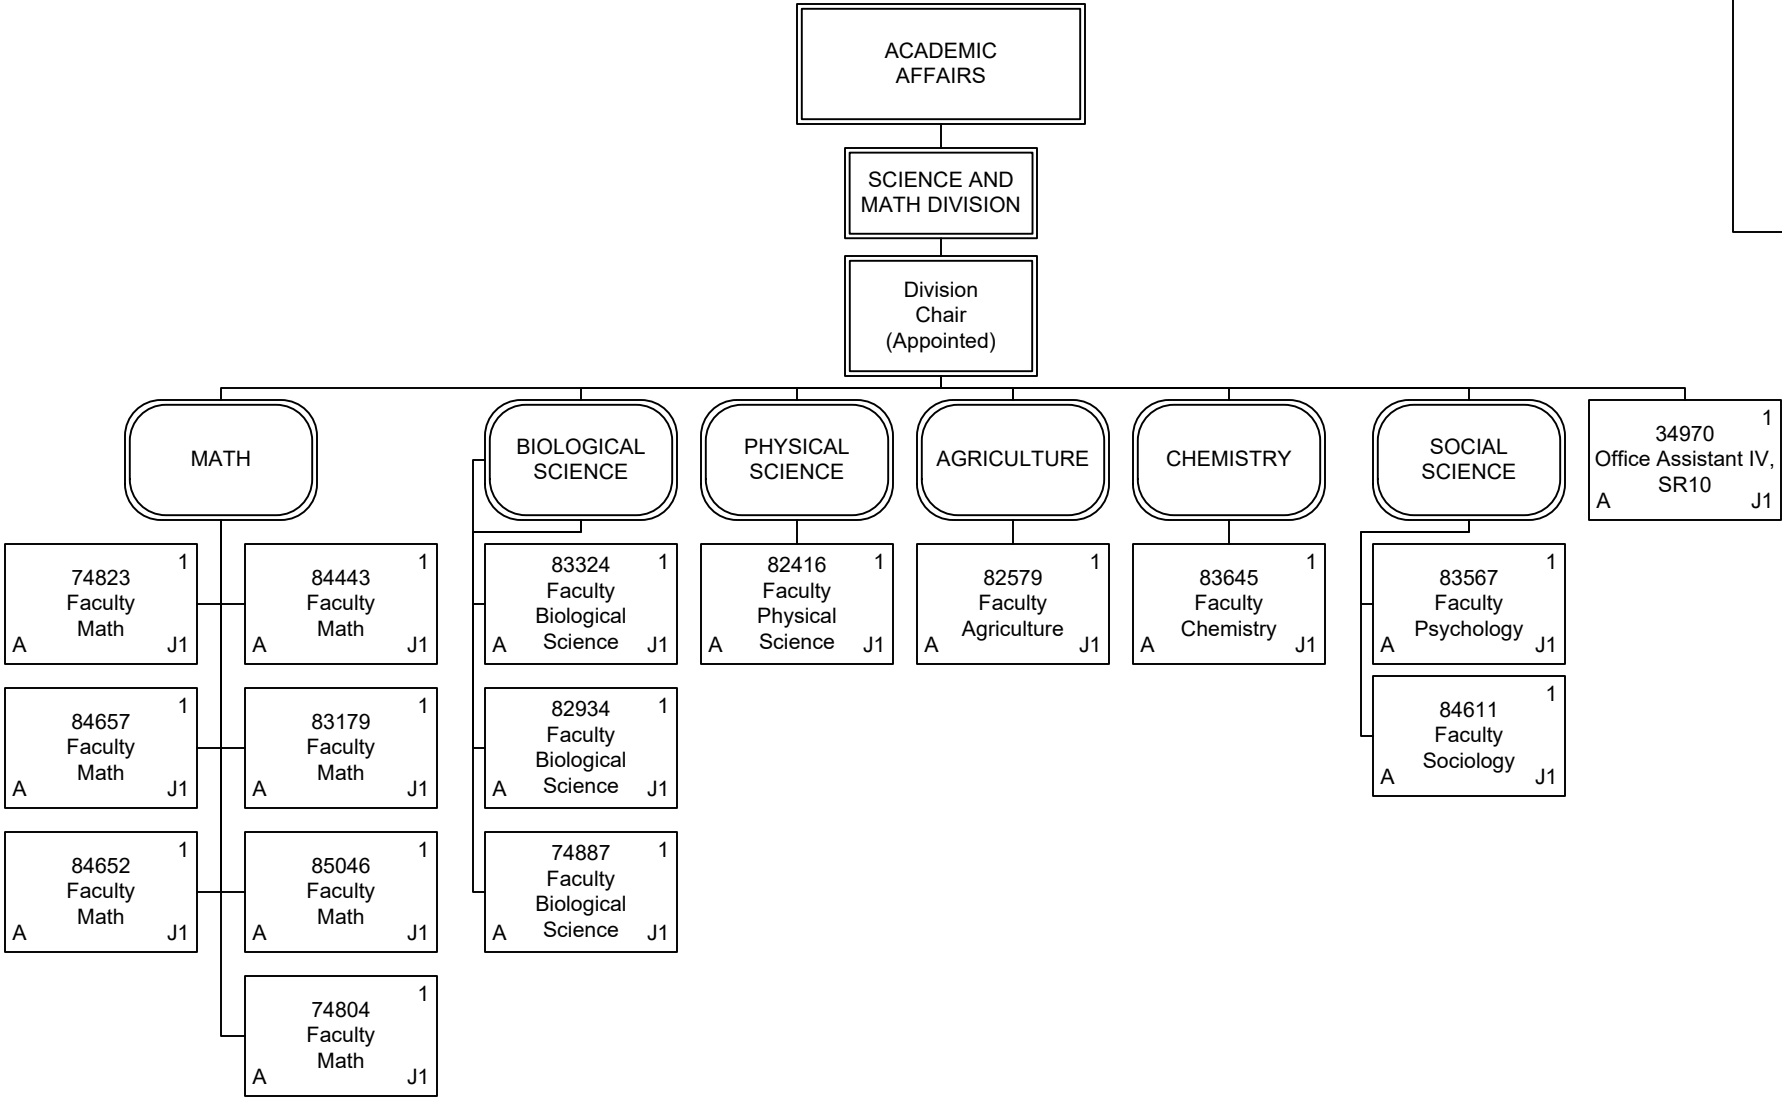 ACADEMIC
AFFAIRS
SCIENCE AND
MATH DIVISION
Division
Chair
(Appointed)
MATH
BIOLOGICAL
SCIENCE
PHYSICAL
SCIENCE
AGRICULTURE
CHEMISTRY
SOCIAL
SCIENCE
1
34970
Office Assistant IV,
SR10
A J1
1
74823
Faculty
Math
A J1
1
84443
Faculty
Math
A J1
1
83324
Faculty
Biological
Science
A J1
1
82416
Faculty
Physical
Science
A J1
1
82579
Faculty
Agriculture
A J1
1
83645
Faculty
Chemistry
A J1
1
83567
Faculty
Psychology
A J1
1
84657
Faculty
Math
A J1
1
83179
Faculty
Math
A J1
1
82934
Faculty
Biological
Science
A J1
1
84611
Faculty
Sociology
A J1
1
84652
Faculty
Math
A J1
1
85046
Faculty
Math
A J1
1
74887
Faculty
Biological
Science
A J1
1
74804
Faculty
Math
A J1